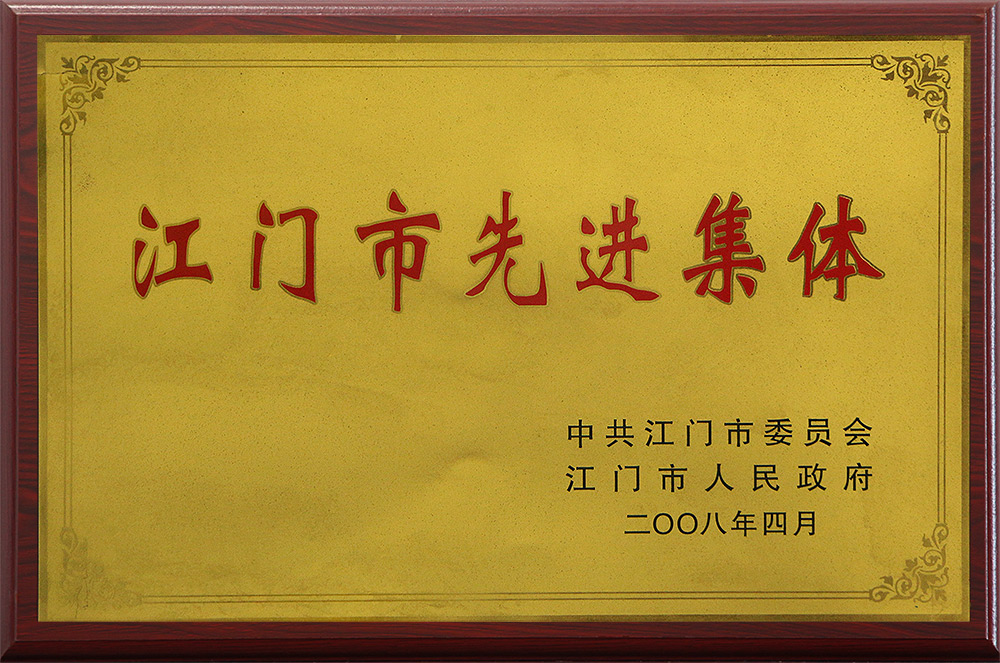 江门市先进集体
中共江门市委员会
江门市人民政府
二〇〇八年四月